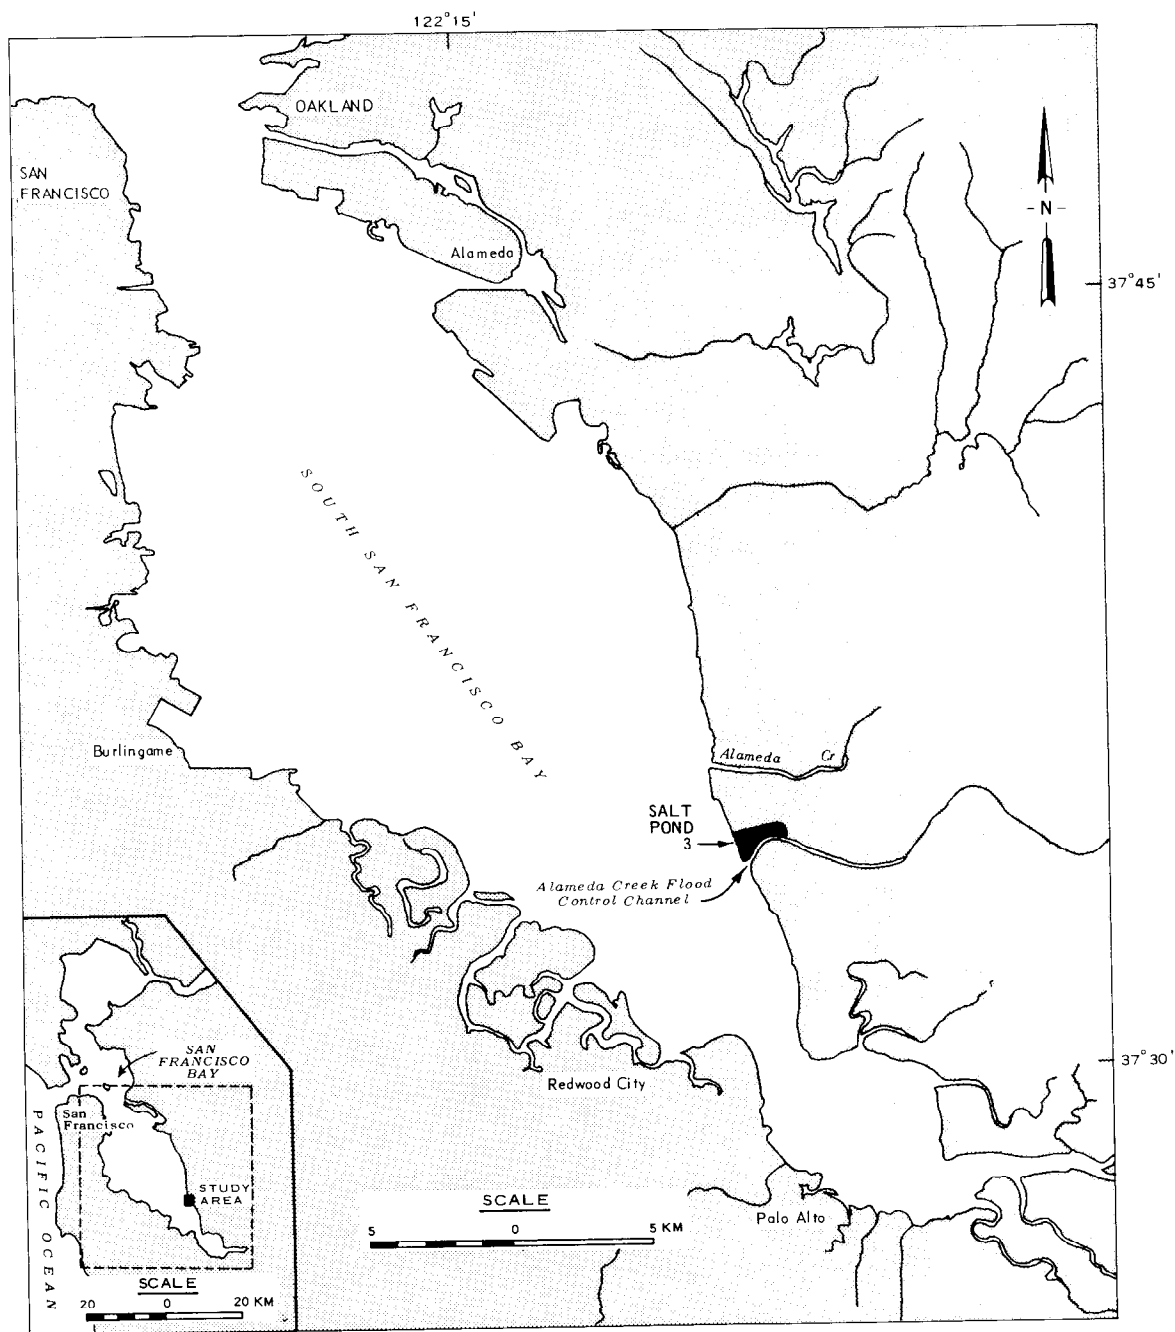 122°15'
OAKLAND
SAN
FRANCISCO
- N -
Alameda
37°45'
SOUTH SAN FRANCISCO BAY
Burlingame
Alameda Cr
SALT
POND
3
Alameda Creek Flood
Control Channel
SAN
FRANCISCO
BAY
37°30'
Redwood City
San
Francisco
PACIFIC OCEAN
STUDY
AREA
SCALE
5 0 5 KM
Palo Alto
SCALE
20 0 20 KM